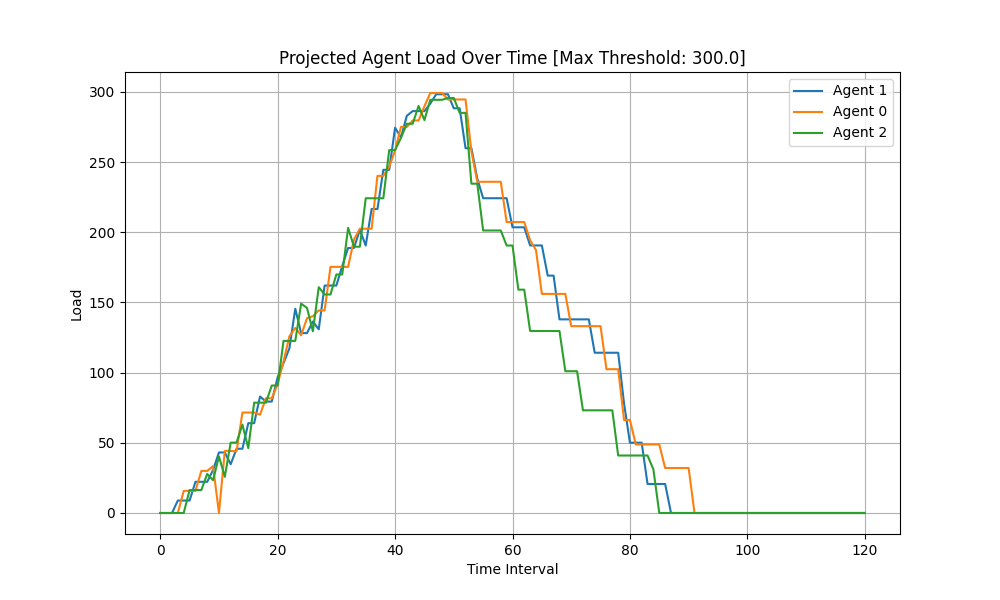 Projected Agent Load Over Time [Max Threshold: 300.0]
Agent 1
Agent 0
Agent 2
300
250
200
150
100
50
0
Load
0 20 40 60 80 100 120
Time Interval